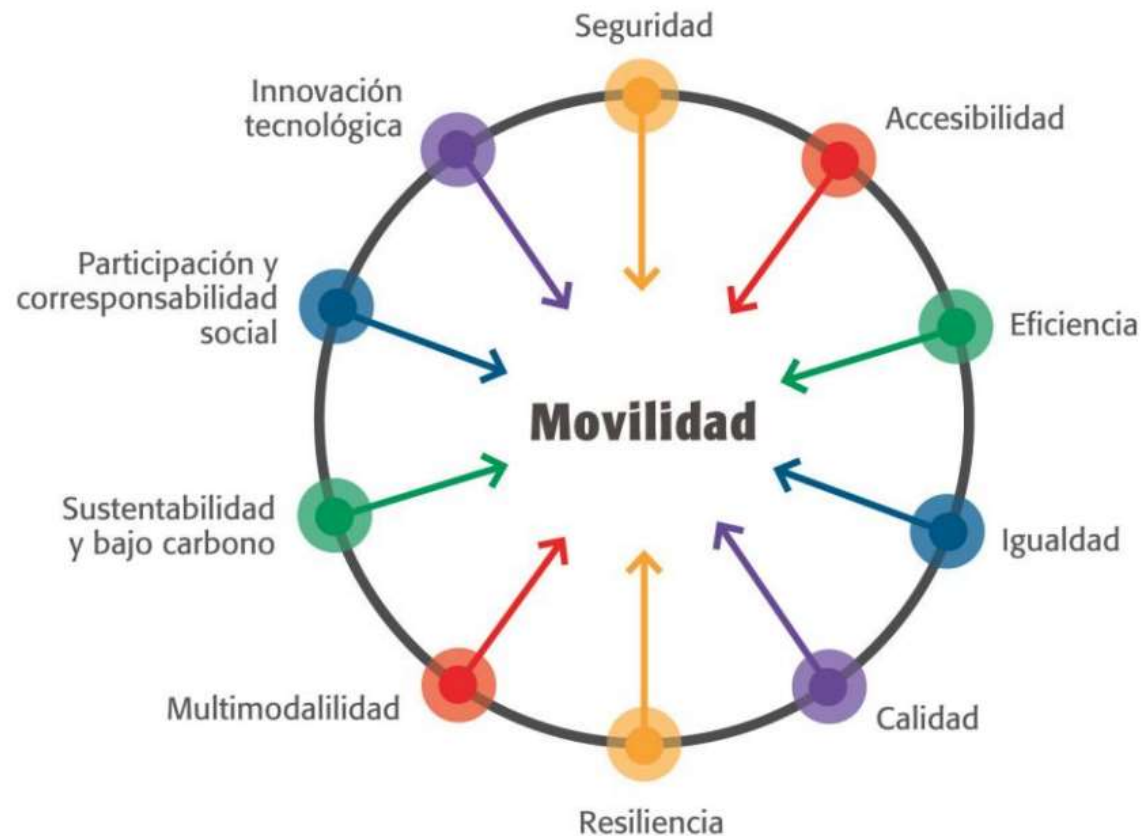 Seguridad
Innovación
tecnológica
Accesibilidad
Participación y
corresponsabilidad
social
Eficiencia
Movilidad
Sustentabilidad
y bajo carbono
Igualdad
Multimodalilidad
Calidad
Resiliencia